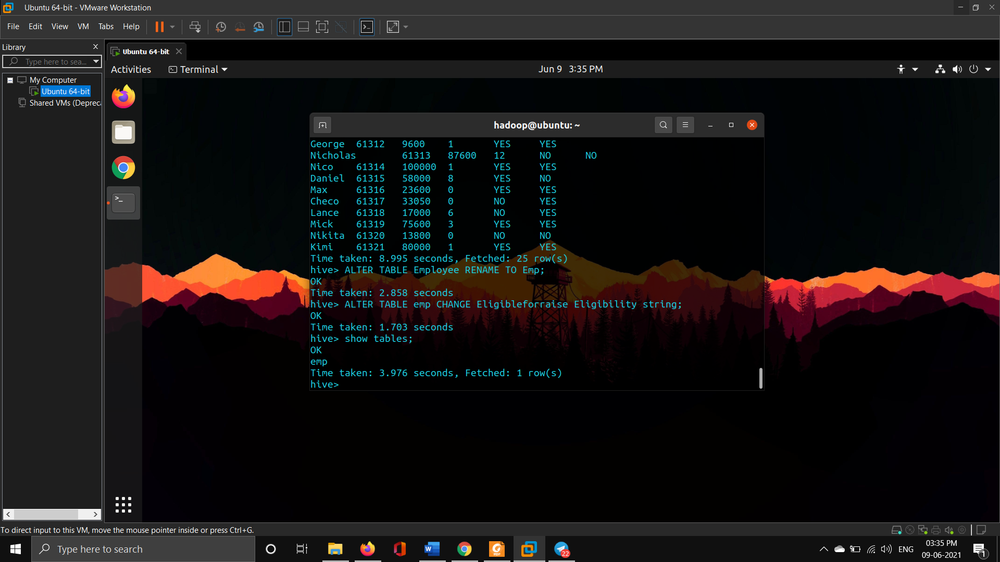 Ubuntu 64-bit - VMware Workstation
File Edit View VM Tabs Help
Library
Type here to sea...
My Computer
Ubuntu 64-bit
Shared VMs (Depreca
Ubuntu 64-bit
Activities Terminal Jun 9 3:35 PM
hadoop@ubuntu: ~
George 61312 9600 1 YES YES
Nicholas 61313 87600 12 NO NO
Nico 61314 100000 1 YES YES
Daniel 61315 58000 8 YES NO
Max 61316 23600 0 YES YES
Checo 61317 33050 0 NO YES
Lance 61318 17000 6 NO YES
Mick 61319 75600 3 YES YES
Nikita 61320 13800 0 NO NO
Kimi 61321 80000 1 YES YES
Time taken: 8.995 seconds, Fetched: 25 row(s)
hive> ALTER TABLE Employee RENAME TO Emp;
OK
Time taken: 2.858 seconds
hive> ALTER TABLE emp CHANGE Eligibleforraise Eligibility string;
OK
Time taken: 1.703 seconds
hive> show tables;
OK
emp
Time taken: 3.976 seconds, Fetched: 1 row(s)
hive>
To direct input to this VM, move the mouse pointer inside or press Ctrl+G.
Type here to search
22
ENG
03:35 PM
09-06-2021
1